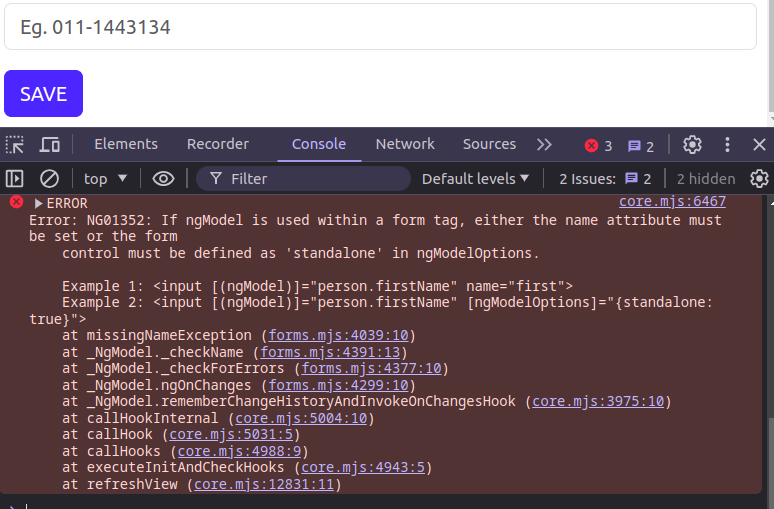 Eg. 011-1443134
SAVE
Elements Recorder Console Network Sources 3 2
top Filter Default levels 2 Issues: 2 2 hidden
ERROR core.mjs:6467
Error: NG01352: If ngModel is used within a form tag, either the name attribute must
be set or the form
control must be defined as 'standalone' in ngModelOptions.
Example 1: <input [(ngModel)]="person.firstName" name="first">
Example 2: <input [(ngModel)]="person.firstName" [ngModelOptions]="{standalone:
true}">
at missingNameException (forms.mjs:4039:10)
at _NgModel._checkName (forms.mjs:4391:13)
at _NgModel._checkForErrors (forms.mjs:4377:10)
at _NgModel.ngOnChanges (forms.mjs:4299:10)
at _NgModel.rememberChangeHistoryAndInvokeOnChangesHook (core.mjs:3975:10)
at callHookInternal (core.mjs:5004:10)
at callHook (core.mjs:5031:5)
at callHooks (core.mjs:4988:9)
at executeInitAndCheckHooks (core.mjs:4943:5)
at refreshView (core.mjs:12831:11)